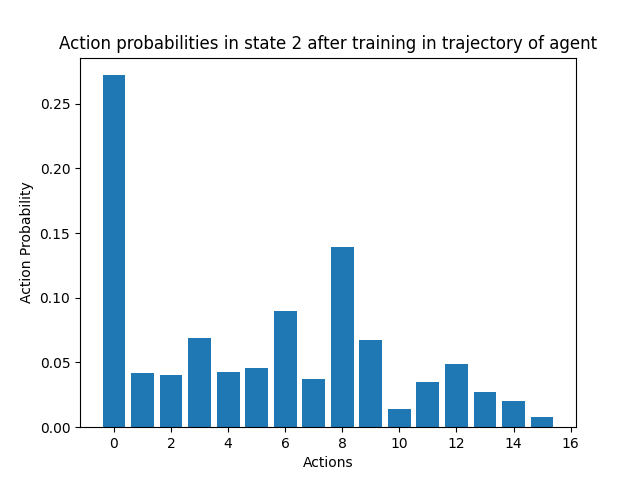 Action probabilities in state 2 after training in trajectory of agent
0.25
0.20
0.15
0.10
0.05
0.00
Action Probability
0 2 4 6 8 10 12 14 16
Actions